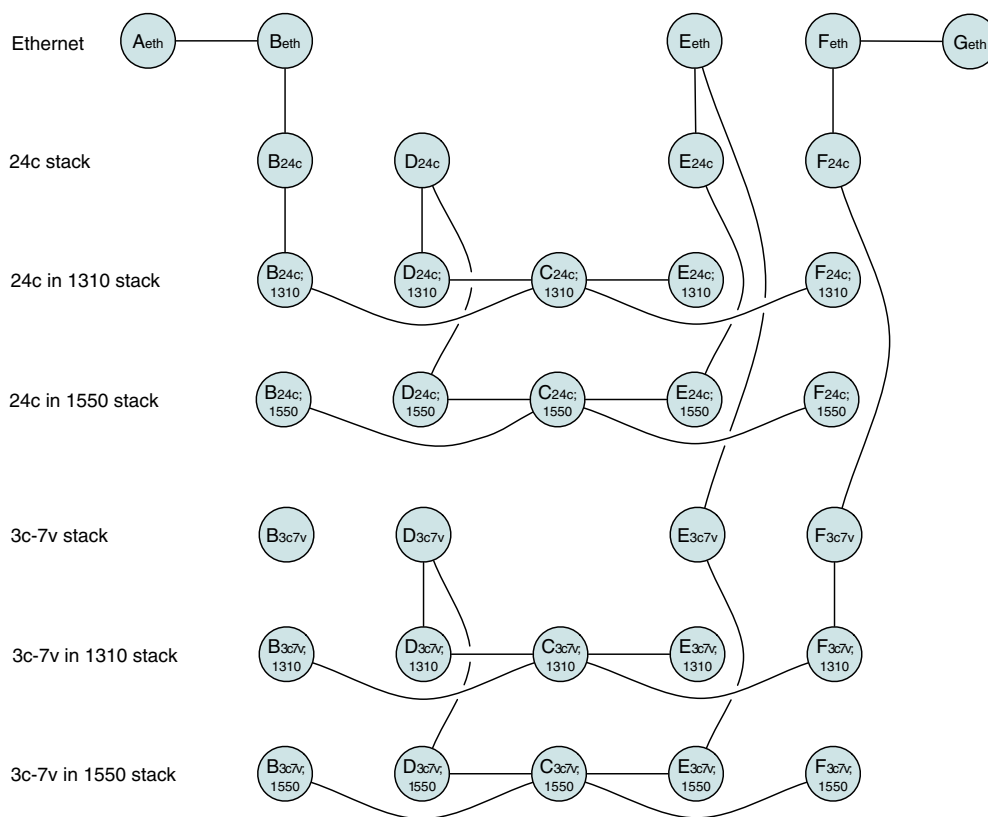 Ethernet
Aeth
Beth
Eeth
Feth
Geth
24c stack
B24c
D24c
E24c
F24c
24c in 1310 stack
B24c;
1310
D24c;
1310
C24c;
1310
E24c;
1310
F24c;
1310
24c in 1550 stack
B24c;
1550
D24c;
1550
C24c;
1550
E24c;
1550
F24c;
1550
3c-7v stack
B3c7v
D3c7v
E3c7v
F3c7v
3c-7v in 1310 stack
B3c7v;
1310
D3c7v;
1310
C3c7v;
1310
E3c7v;
1310
F3c7v;
1310
3c-7v in 1550 stack
B3c7v;
1550
D3c7v;
1550
C3c7v;
1550
E3c7v;
1550
F3c7v;
1550